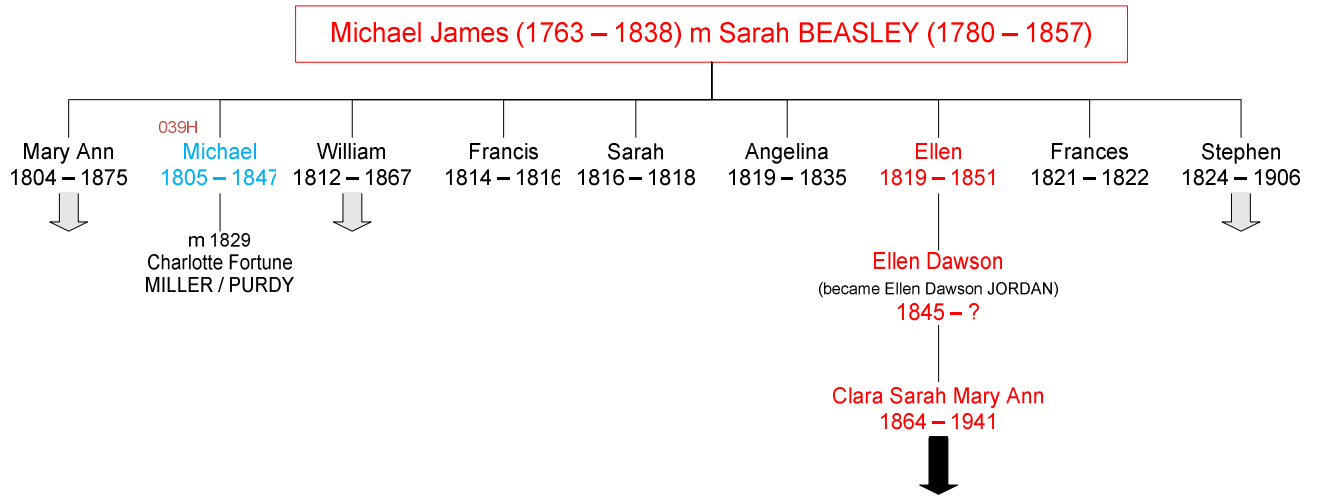 Michael James (1763 – 1838) m Sarah BEASLEY (1780 – 1857)
039H
Mary Ann
1804 – 1875
Michael
1805 – 1847
William
1812 – 1867
Francis
1814 – 1816
Sarah
1816 – 1818
Angelina
1819 – 1835
Ellen
1819 – 1851
Frances
1821 – 1822
Stephen
1824 – 1906
m 1829
Charlotte Fortune
MILLER / PURDY
Ellen Dawson
(became Ellen Dawson JORDAN)
1845 – ?
Clara Sarah Mary Ann
1864 – 1941